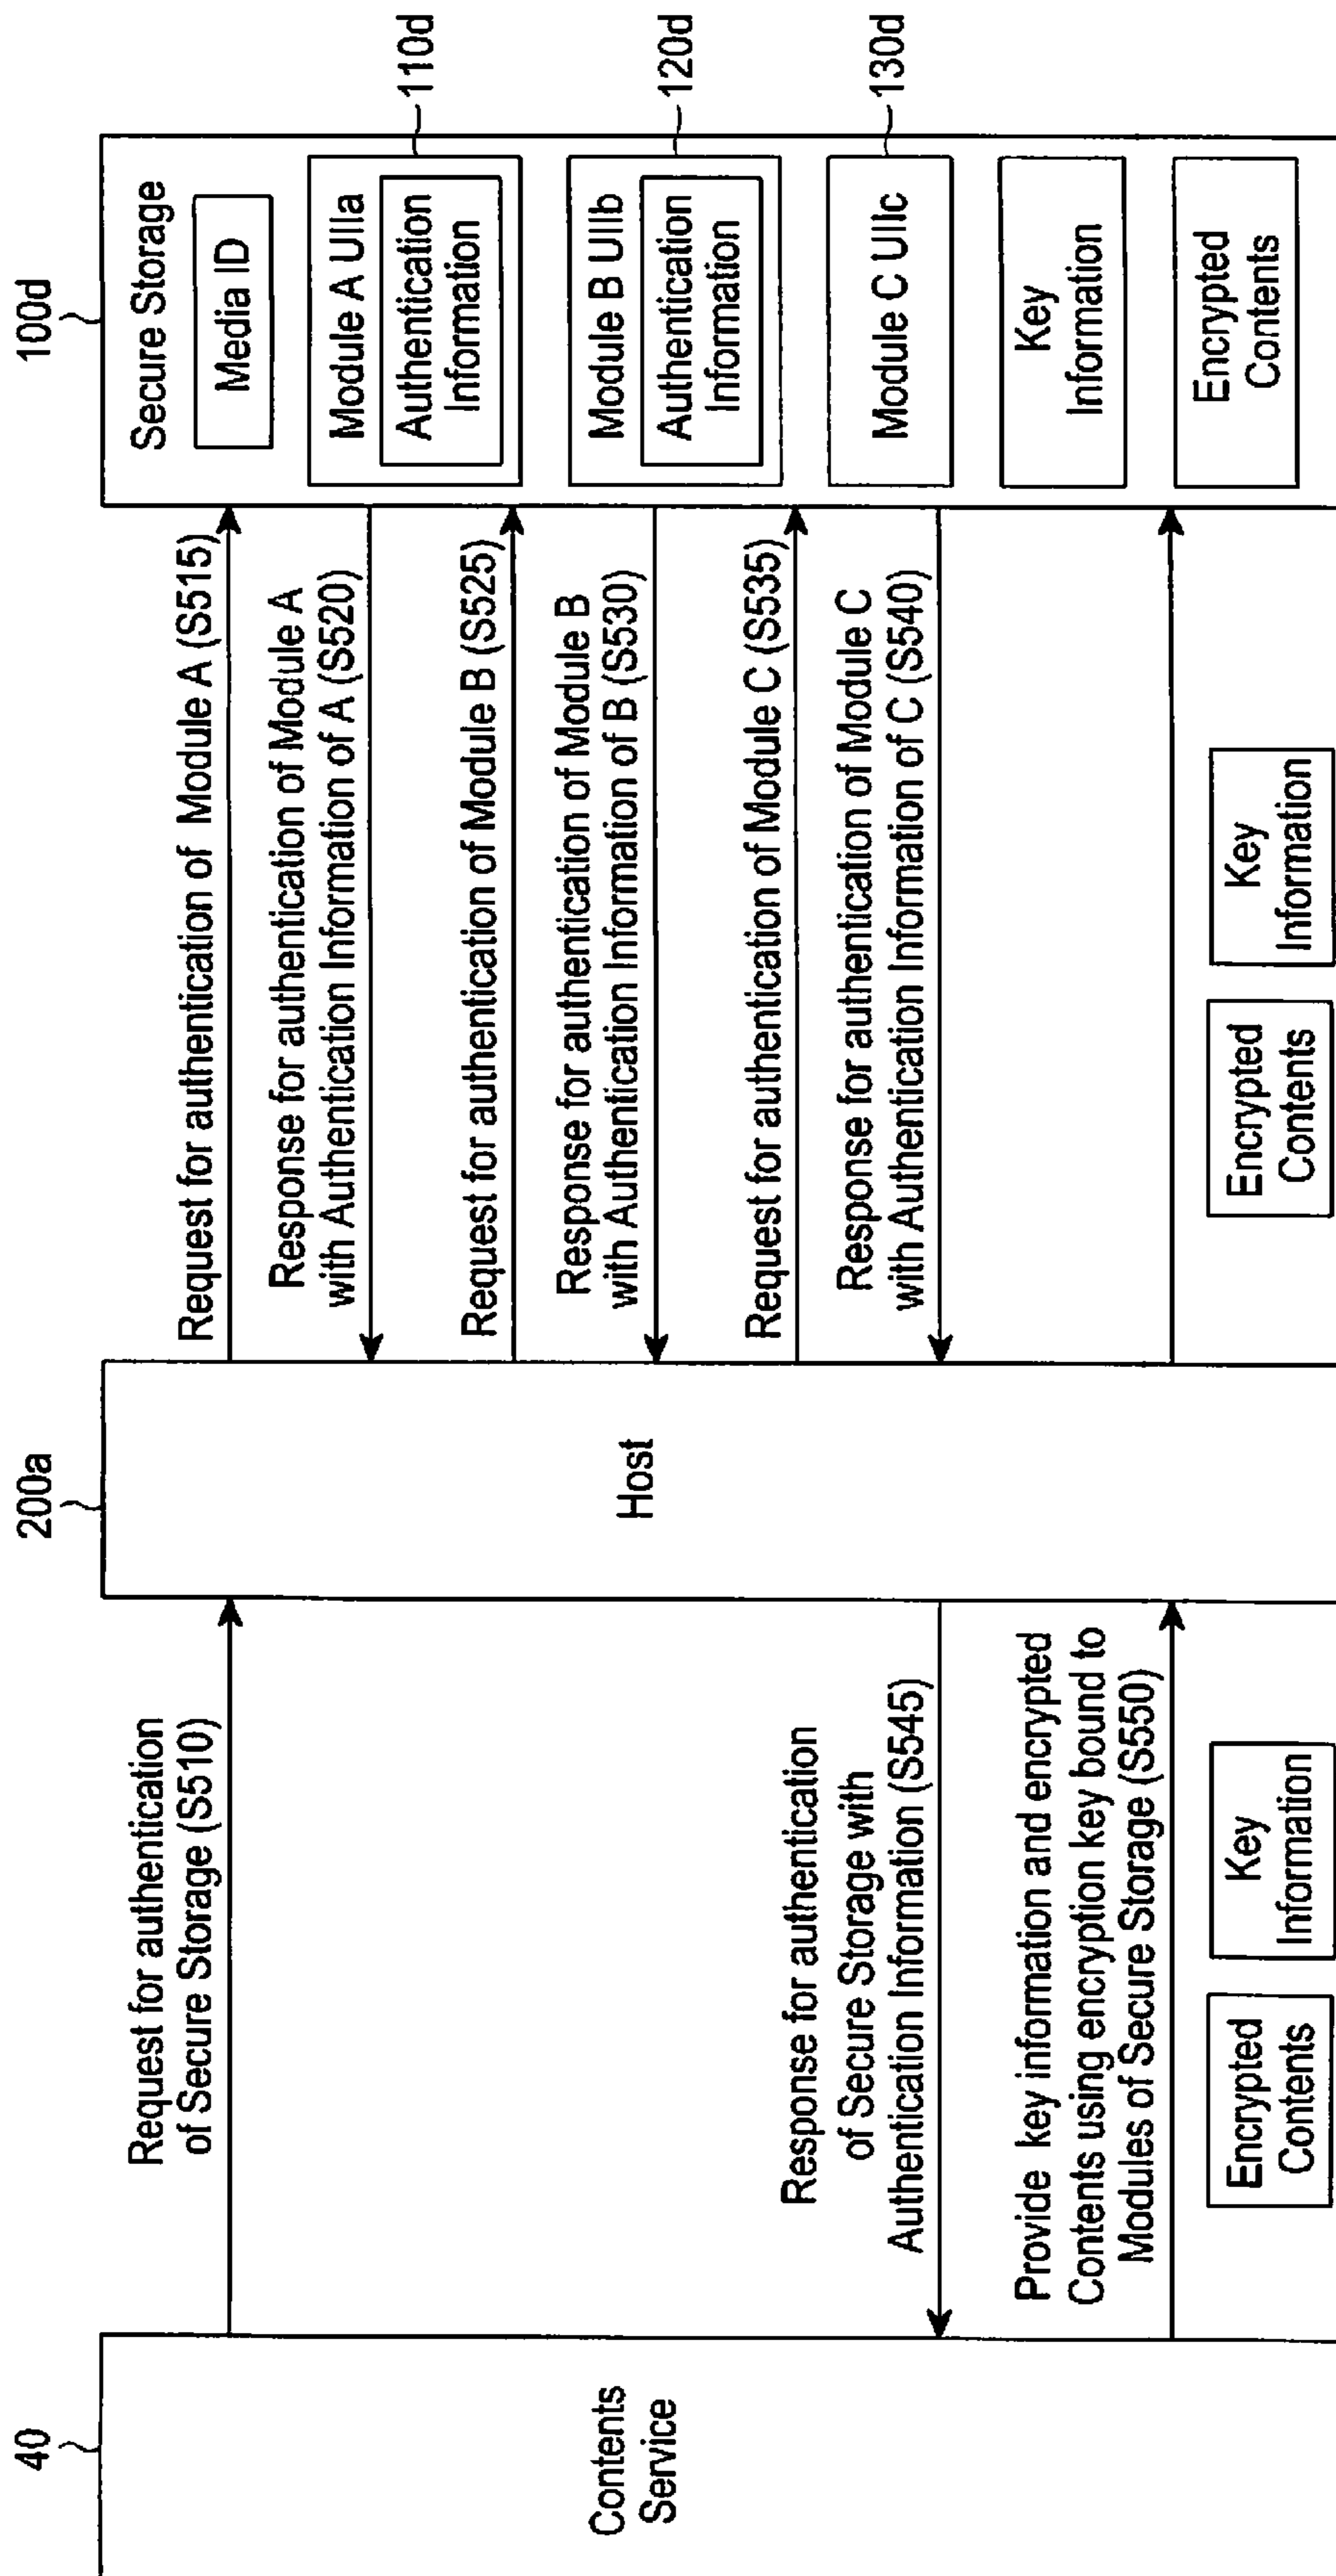 40
Contents
Service
200a
Host
100d
Secure Storage
Media ID
Module A UIIa
Authentication
Information
110d
Module B UIIb
Authentication
Information
120d
Module C UIIc
130d
Key
Information
Encrypted
Contents
Request for authentication
of Secure Storage (S510)
Request for authentication of Module A (S515)
Response for authentication of Module A
with Authentication Information of A (S520)
Request for authentication of Module B (S525)
Response for authentication of Module B
with Authentication Information of B (S530)
Request for authentication of Module C (S535)
Response for authentication of Module C
with Authentication Information of C (S540)
Response for authentication
of Secure Storage with
Authentication Information (S545)
Provide key information and encrypted
Contents using encryption key bound to
Modules of Secure Storage (S550)
Encrypted
Contents
Key
Information
Encrypted
Contents
Key
Information